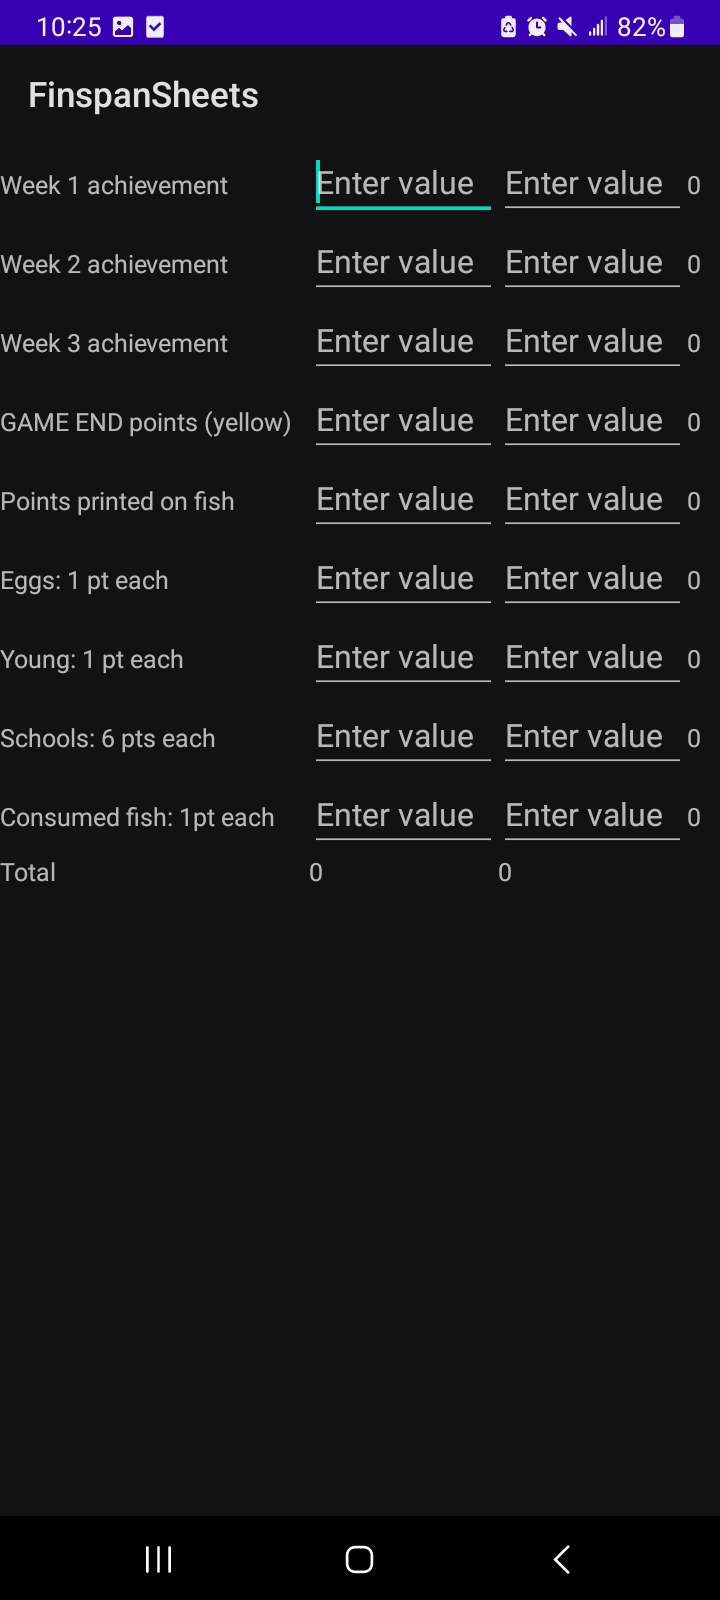 10:25 82%
FinspanSheets
Week 1 achievement Enter value Enter value 0
Week 2 achievement Enter value Enter value 0
Week 3 achievement Enter value Enter value 0
GAME END points (yellow) Enter value Enter value 0
Points printed on fish Enter value Enter value 0
Eggs: 1 pt each Enter value Enter value 0
Young: 1 pt each Enter value Enter value 0
Schools: 6 pts each Enter value Enter value 0
Consumed fish: 1pt each Enter value Enter value 0
Total 0 0